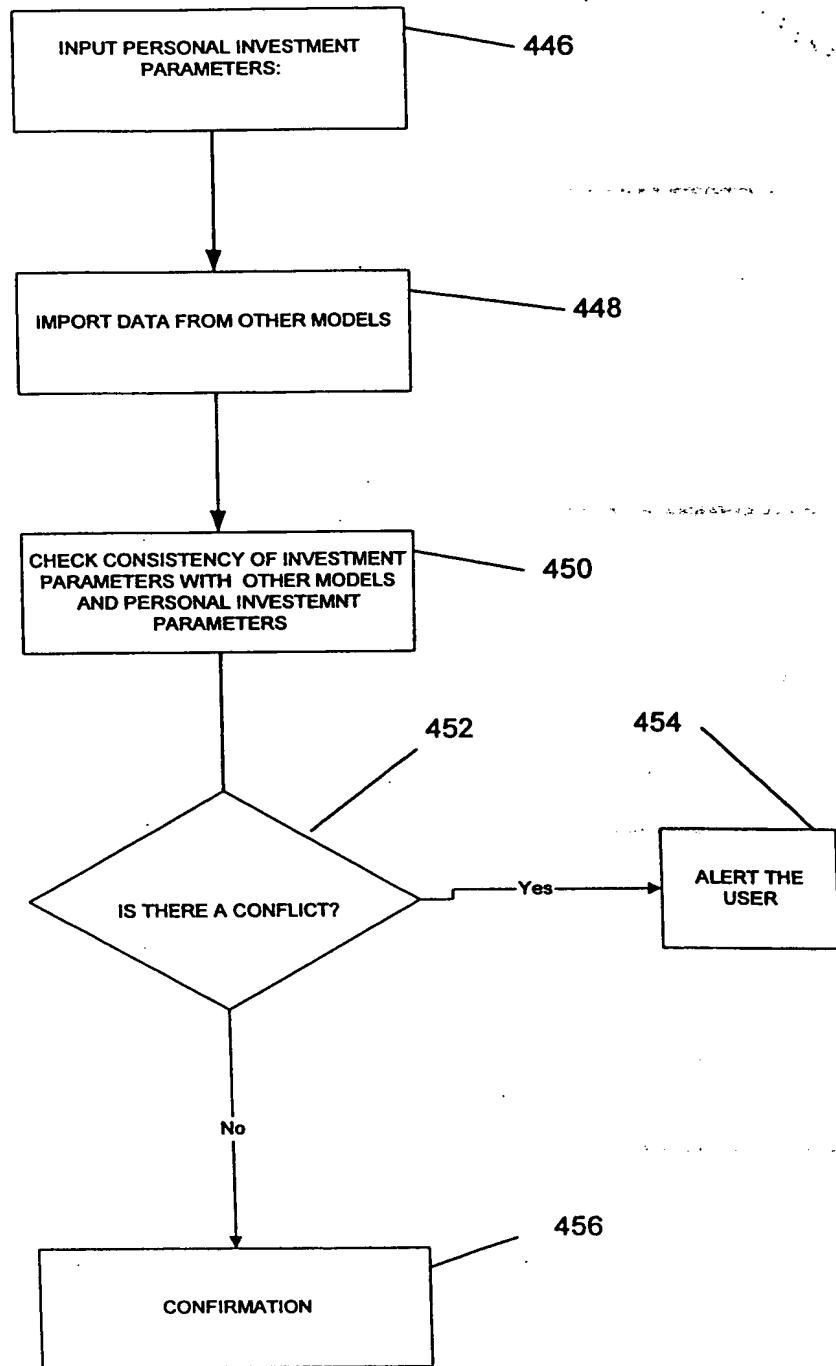 INPUT PERSONAL INVESTMENT
PARAMETERS:
446
IMPORT DATA FROM OTHER MODELS
448
CHECK CONSISTENCY OF INVESTMENT
PARAMETERS WITH OTHER MODELS
AND PERSONAL INVESTEMNT
PARAMETERS
450
452
454
IS THERE A CONFLICT?
Yes
ALERT THE
USER
No
456
CONFIRMATION